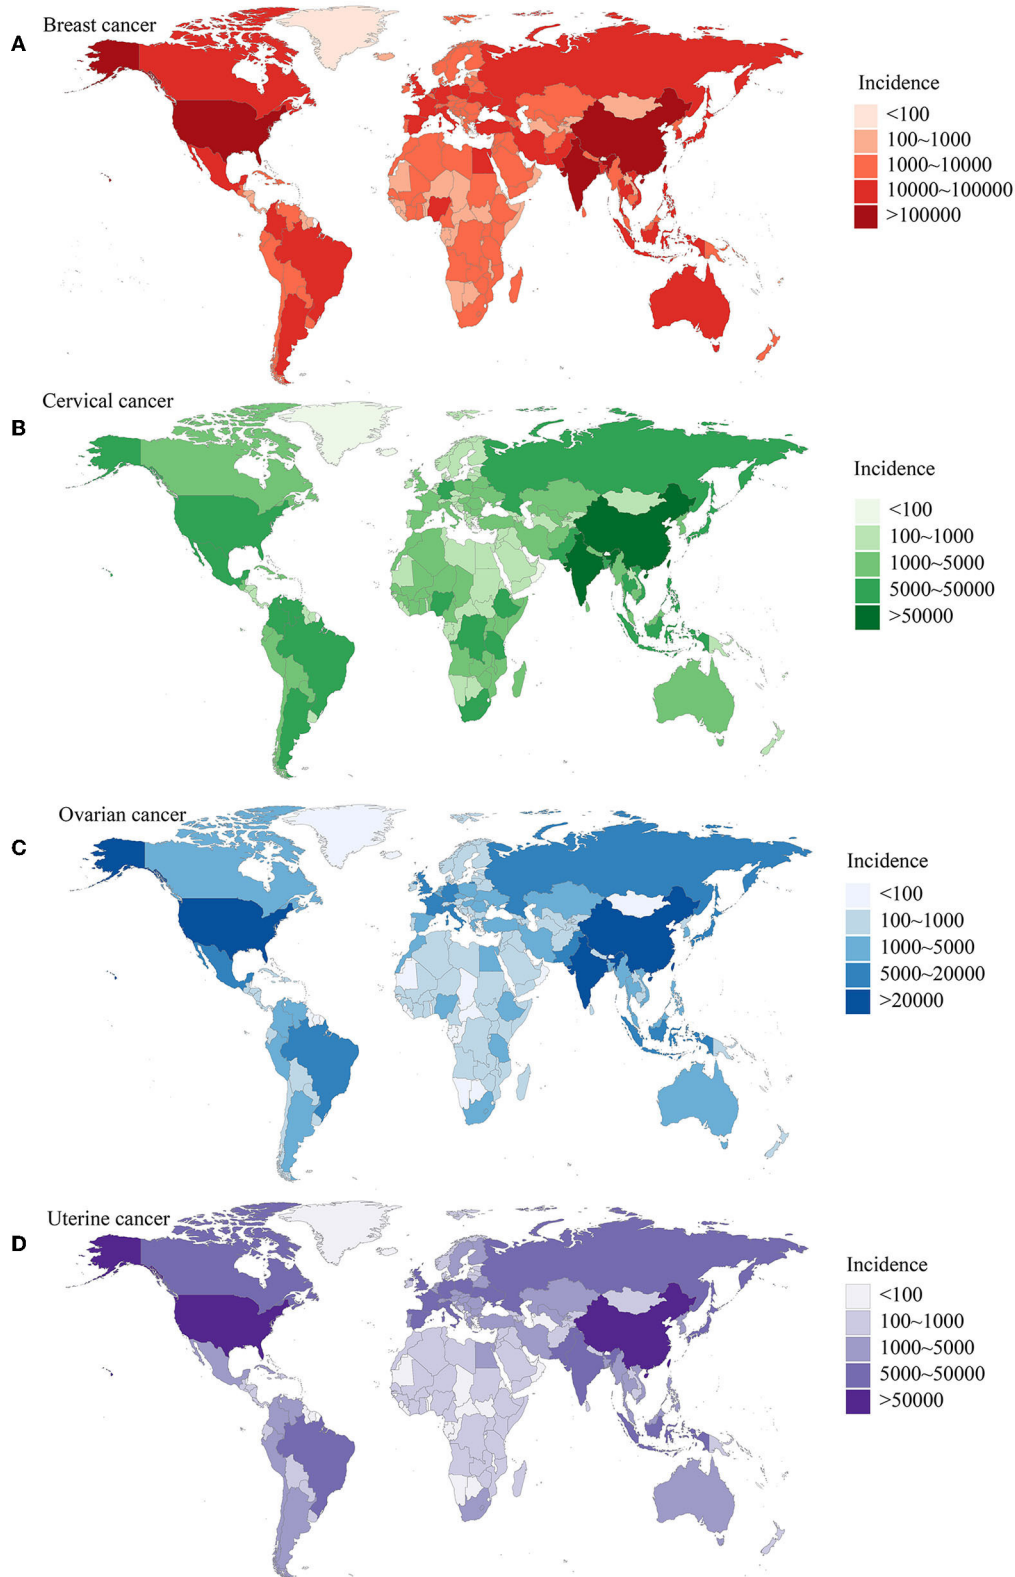 Breast cancer
A
Incidence
<100
100~1000
1000~10000
10000~100000
>100000
Cervical cancer
B
Incidence
<100
100~1000
1000~5000
5000~50000
>50000
Ovarian cancer
C
Incidence
<100
100~1000
1000~5000
5000~20000
>20000
Uterine cancer
D
Incidence
<100
100~1000
1000~5000
5000~50000
>50000